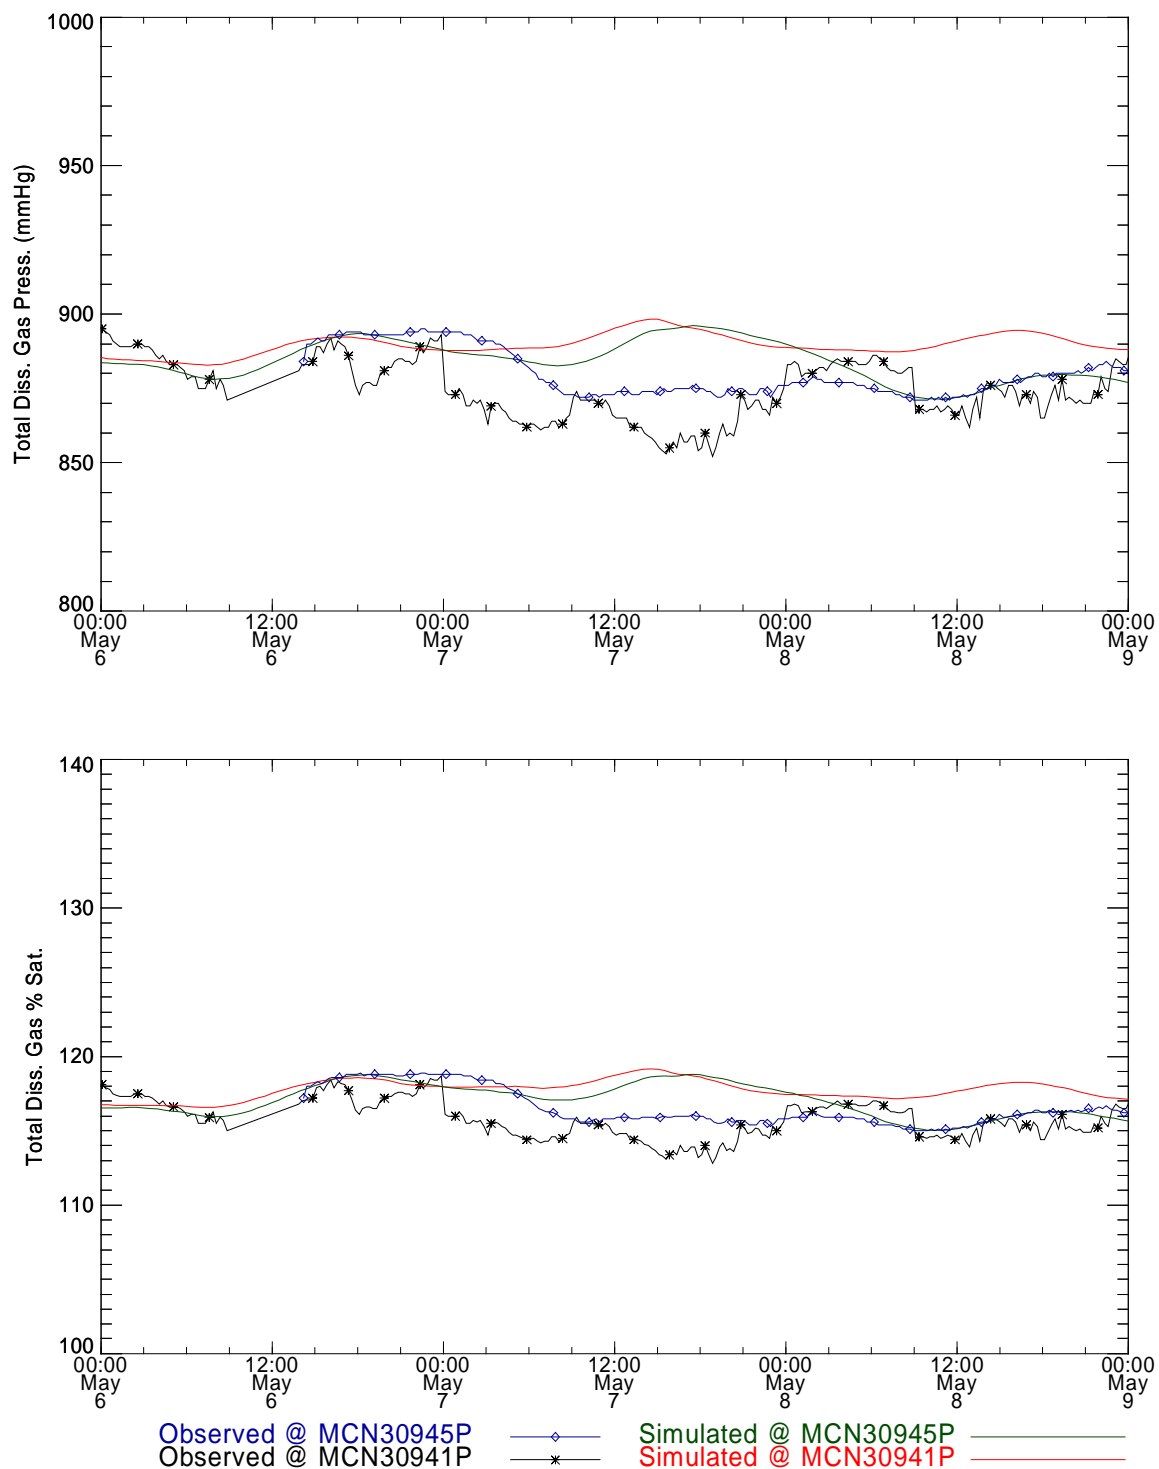 1000
950
900
850
800
Total Diss. Gas Press. (mmHg)
00:00 12:00 00:00 12:00 00:00 12:00 00:00
May May May May May May May
6 6 7 7 8 8 9
140
130
120
110
100
Total Diss. Gas % Sat.
00:00 12:00 00:00 12:00 00:00 12:00 00:00
May May May May May May May
6 6 7 7 8 8 9
Observed @ MCN30945P Simulated @ MCN30945P
Observed @ MCN30941P Simulated @ MCN30941P